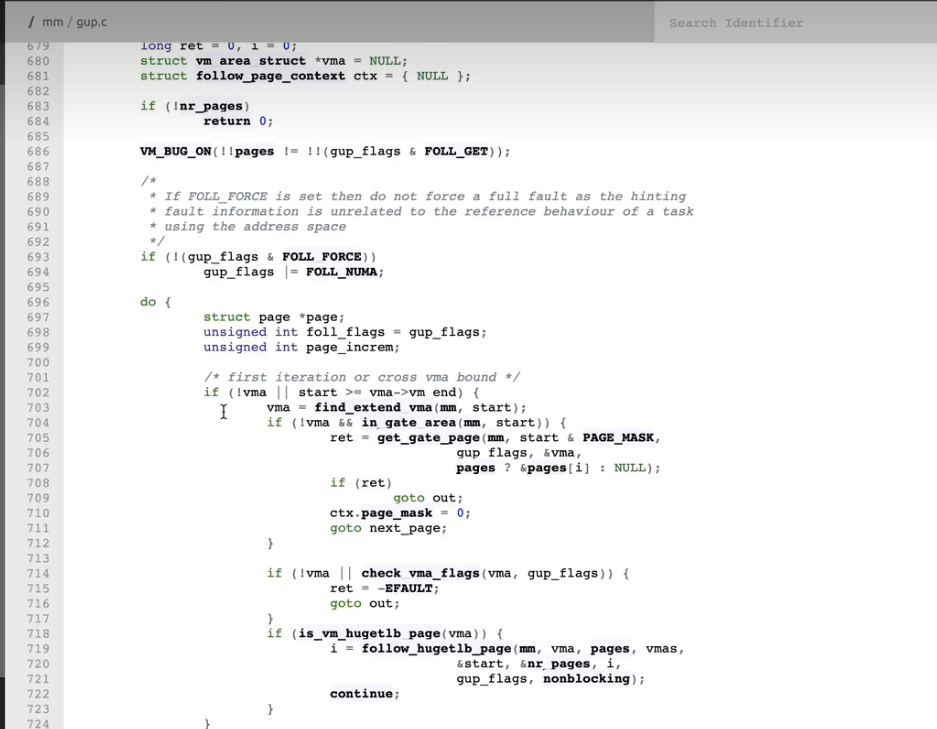 / mm / gup.c
Search Identifier
679 long ret = 0, i = 0;
680 struct vm_area_struct *vma = NULL;
681 struct follow_page_context ctx = { NULL };
682
683 if (!nr_pages)
684 return 0;
685
686 VM_BUG_ON(!!pages != !!(gup_flags & FOLL_GET));
687
688 /*
689 * If FOLL_FORCE is set then do not force a full fault as the hinting
690 * fault information is unrelated to the reference behaviour of a task
691 * using the address space
692 */
693 if (!(gup_flags & FOLL_FORCE))
694 gup_flags |= FOLL_NUMA;
695
696 do {
697 struct page *page;
698 unsigned int foll_flags = gup_flags;
699 unsigned int page_increm;
700
701 /* first iteration or cross vma bound */
702 if (!vma || start >= vma->vm_end) {
703 vma = find_extend_vma(mm, start);
704 if (!vma && in_gate_area(mm, start)) {
705 ret = get_gate_page(mm, start & PAGE_MASK,
706 gup_flags, &vma,
707 pages ? &pages[i] : NULL);
708 if (ret)
709 goto out;
710 ctx.page_mask = 0;
711 goto next_page;
712 }
713
714 if (!vma || check_vma_flags(vma, gup_flags)) {
715 ret = -EFAULT;
716 goto out;
717 }
718 if (is_vm_hugetlb_page(vma)) {
719 i = follow_hugetlb_page(mm, vma, pages, vmas,
720 &start, &nr_pages, i,
721 gup_flags, nonblocking);
722 continue;
723 }
724 }